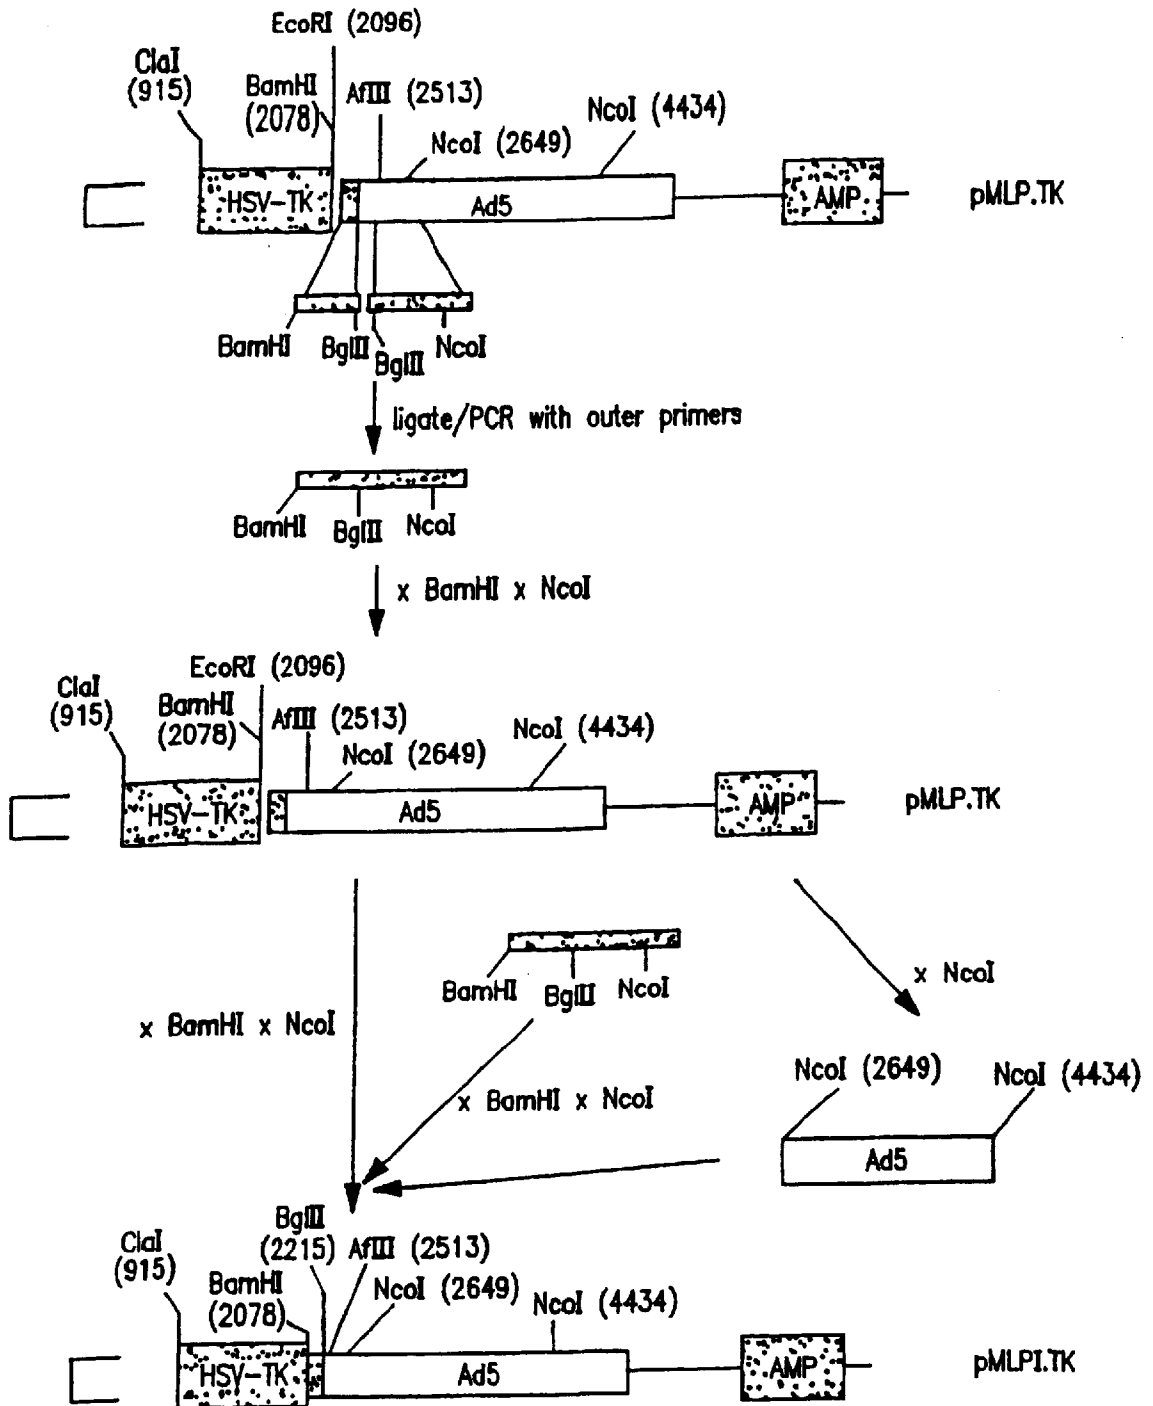 EcoRI (2096)
ClaI
(915)
BamHI
(2078)
AflII (2513)
NcoI (4434)
NcoI (2649)
HSV-TK
Ad5
AMP
pMLP.TK
BamHI
BglII
BglII
NcoI
ligate/PCR with outer primers
BamHI
BglII
NcoI
x BamHI x NcoI
EcoRI (2096)
ClaI
(915)
BamHI
(2078)
AflII (2513)
NcoI (4434)
NcoI (2649)
HSV-TK
Ad5
AMP
pMLP.TK
BamHI
BglII
NcoI
x NcoI
x BamHI x NcoI
x BamHI x NcoI
NcoI (2649)
NcoI (4434)
Ad5
BglII
(2215)
ClaI
(915)
AflII (2513)
BamHI
(2078)
NcoI (2649)
NcoI (4434)
HSV-TK
Ad5
AMP
pMLPI.TK